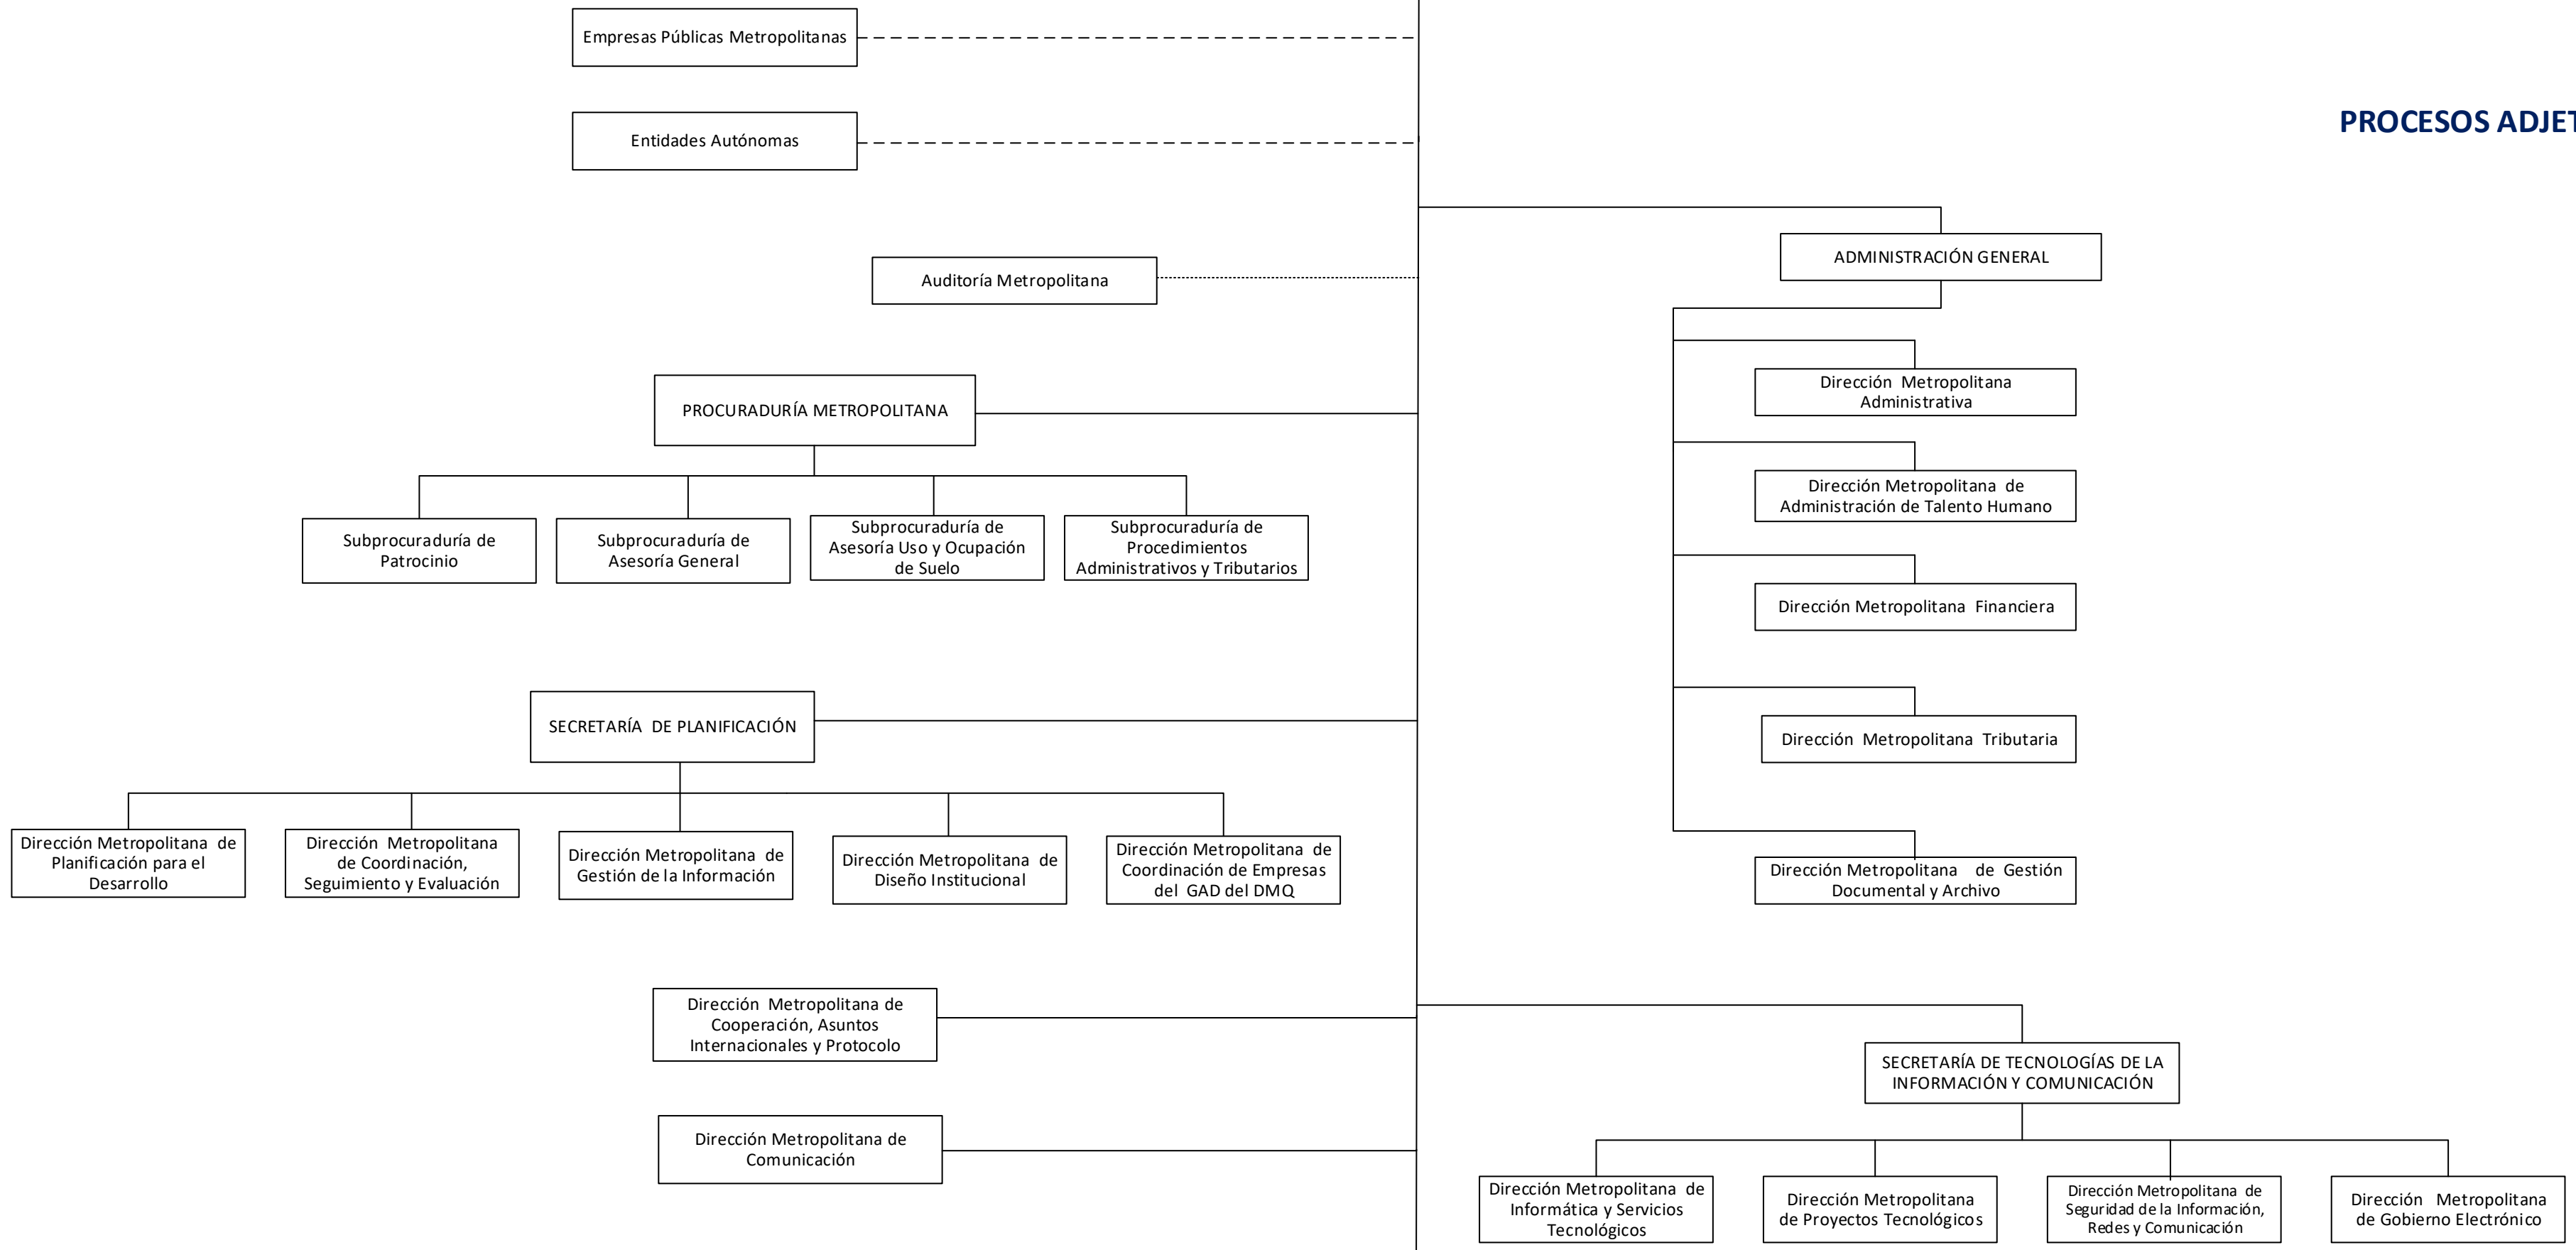 Empresas Públicas Metropolitanas
Entidades Autónomas
PROCESOS ADJET
ADMINISTRACIÓN GENERAL
Auditoría Metropolitana
Dirección Metropolitana
Administrativa
PROCURADURÍA METROPOLITANA
Dirección Metropolitana de
Administración de Talento Humano
Subprocuraduría de
Patrocinio
Subprocuraduría de
Asesoría General
Subprocuraduría de
Asesoría Uso y Ocupación
de Suelo
Subprocuraduría de
Procedimientos
Administrativos y Tributarios
Dirección Metropolitana Financiera
SECRETARÍA DE PLANIFICACIÓN
Dirección Metropolitana Tributaria
Dirección Metropolitana de
Planificación para el
Desarrollo
Dirección Metropolitana
de Coordinación,
Seguimiento y Evaluación
Dirección Metropolitana de
Gestión de la Información
Dirección Metropolitana de
Diseño Institucional
Dirección Metropolitana de
Coordinación de Empresas
del GAD del DMQ
Dirección Metropolitana de Gestión
Documental y Archivo
Dirección Metropolitana de
Cooperación, Asuntos
Internacionales y Protocolo
SECRETARÍA DE TECNOLOGÍAS DE LA
INFORMACIÓN Y COMUNICACIÓN
Dirección Metropolitana de
Comunicación
Dirección Metropolitana de
Informática y Servicios
Tecnológicos
Dirección Metropolitana
de Proyectos Tecnológicos
Dirección Metropolitana de
Seguridad de la Información,
Redes y Comunicación
Dirección Metropolitana
de Gobierno Electrónico